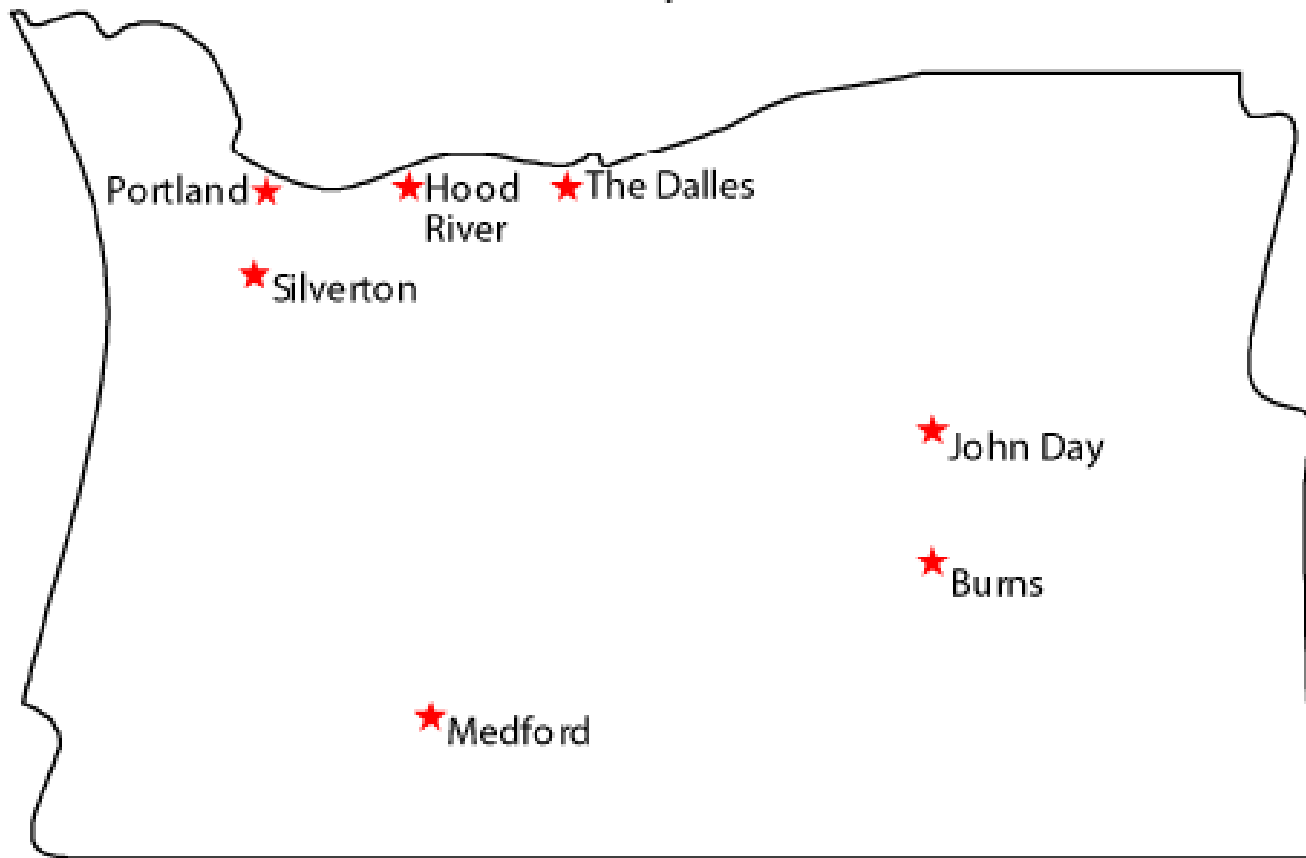 Portland
Hood
River
The Dalles
Silverton
John Day
Burns
Medford